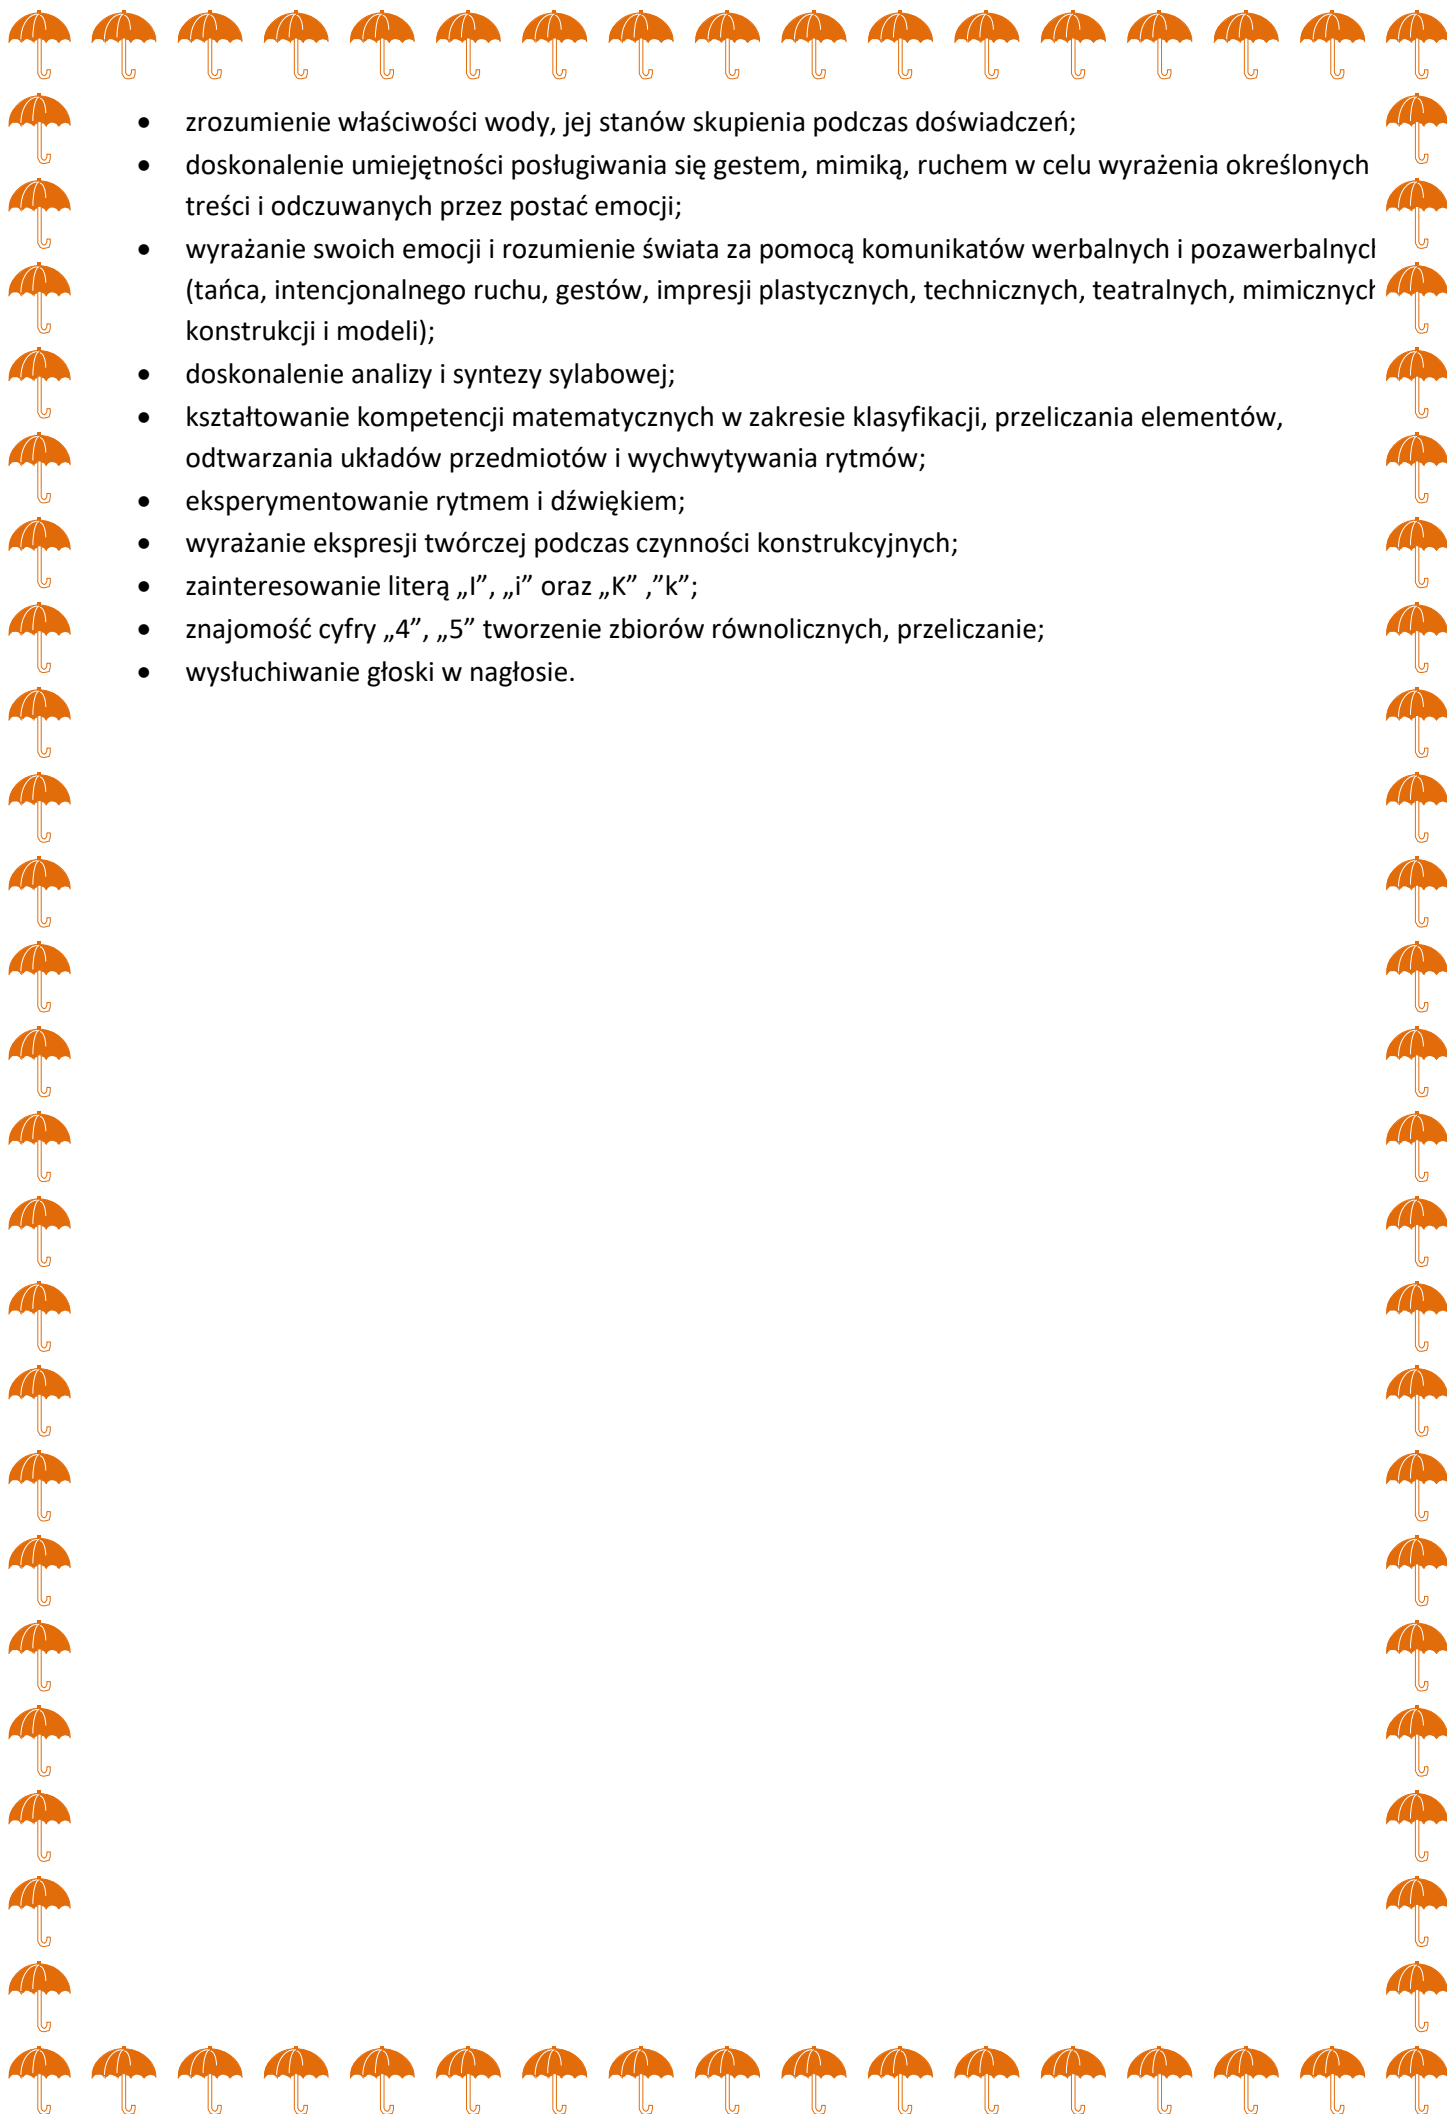 • zrozumienie właściwości wody, jej stanów skupienia podczas doświadczeń;
• doskonalenie umiejętności posługiwania się gestem, mimiką, ruchem w celu wyrażenia określonych
treści i odczuwanych przez postać emocji;
• wyrażanie swoich emocji i rozumienie świata za pomocą komunikatów werbalnych i pozawerbalnych
(tańca, intencjonalnego ruchu, gestów, impresji plastycznych, technicznych, teatralnych, mimicznych
konstrukcji i modeli);
• doskonalenie analizy i syntezy sylabowej;
• kształtowanie kompetencji matematycznych w zakresie klasyfikacji, przeliczania elementów,
odtwarzania układów przedmiotów i wychwytywania rytmów;
• eksperymentowanie rytmem i dźwiękiem;
• wyrażanie ekspresji twórczej podczas czynności konstrukcyjnych;
• zainteresowanie literą „I”, „i” oraz „K” ,”k”;
• znajomość cyfry „4”, „5” tworzenie zbiorów równolicznych, przeliczanie;
• wysłuchiwanie głoski w nagłosie.